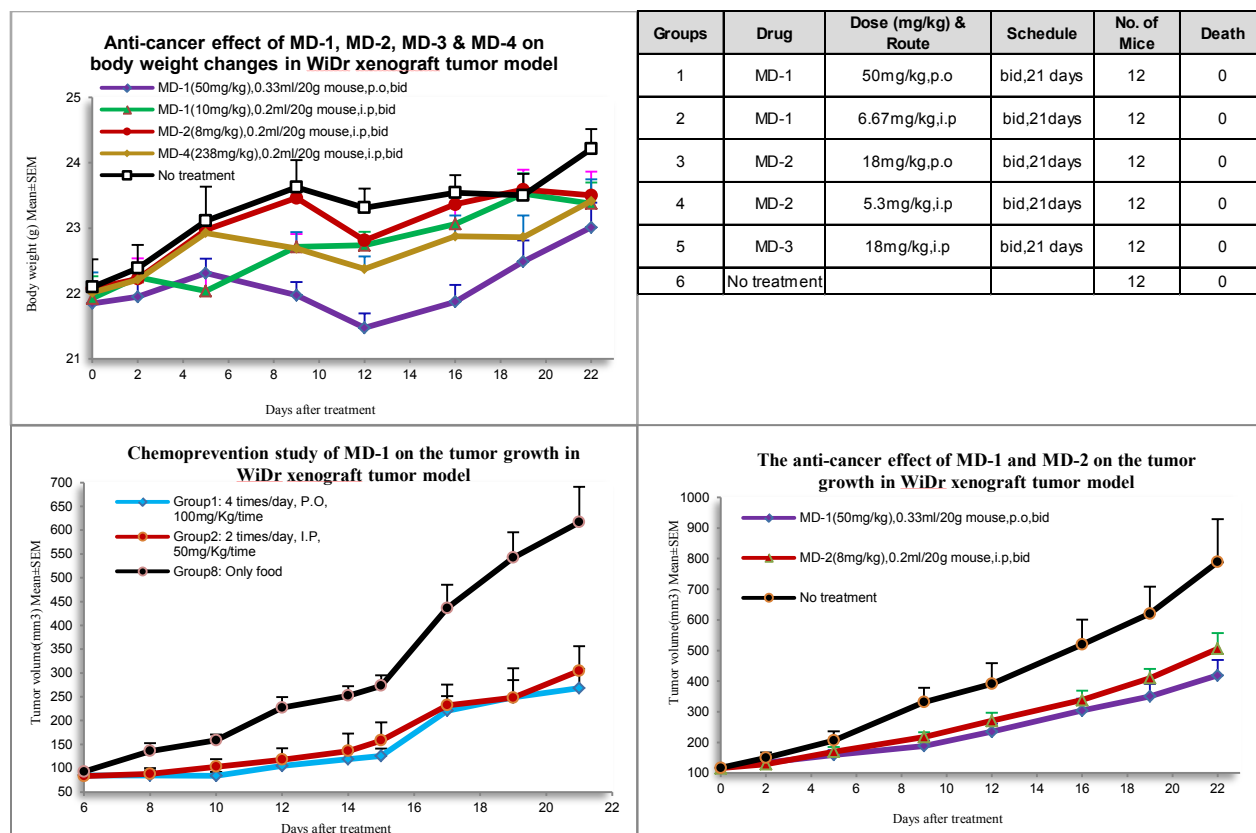 Anti-cancer effect of MD-1, MD-2, MD-3 & MD-4 on
body weight changes in WiDr xenograft tumor model
MD-1(50mg/kg),0.33ml/20g mouse,p.o,bid
MD-1(10mg/kg),0.2ml/20g mouse,i.p,bid
MD-2(8mg/kg),0.2ml/20g mouse,i.p,bid
MD-4(238mg/kg),0.2ml/20g mouse,i.p,bid
No treatment
Body weight (g) Mean±SEM
25
24
23
22
21
0 2 4 6 8 10 12 14 16 18 20 22
Days after treatment
Groups Drug Dose (mg/kg) & Route Schedule No. of Mice Death
1 MD-1 50mg/kg,p.o bid,21 days 12 0
2 MD-1 6.67mg/kg,i.p bid,21days 12 0
3 MD-2 18mg/kg,p.o bid,21days 12 0
4 MD-2 5.3mg/kg,i.p bid,21days 12 0
5 MD-3 18mg/kg,i.p bid,21 days 12 0
6 No treatment 12 0
Chemoprevention study of MD-1 on the tumor growth in
WiDr xenograft tumor model
Group1: 4 times/day, P.O,
100mg/Kg/time
Group2: 2 times/day, I.P,
50mg/Kg/time
Group8: Only food
Tumor volume(mm3) Mean±SEM
700
650
600
550
500
450
400
350
300
250
200
150
100
50
6 8 10 12 14 16 18 20 22
Days after treatment
The anti-cancer effect of MD-1 and MD-2 on the tumor
growth in WiDr xenograft tumor model
MD-1(50mg/kg),0.33ml/20g mouse,p.o,bid
MD-2(8mg/kg),0.2ml/20g mouse,i.p,bid
No treatment
Tumor volume(mm3) Mean±SEM
1000
900
800
700
600
500
400
300
200
100
0 2 4 6 8 10 12 14 16 18 20 22
Days after treatment